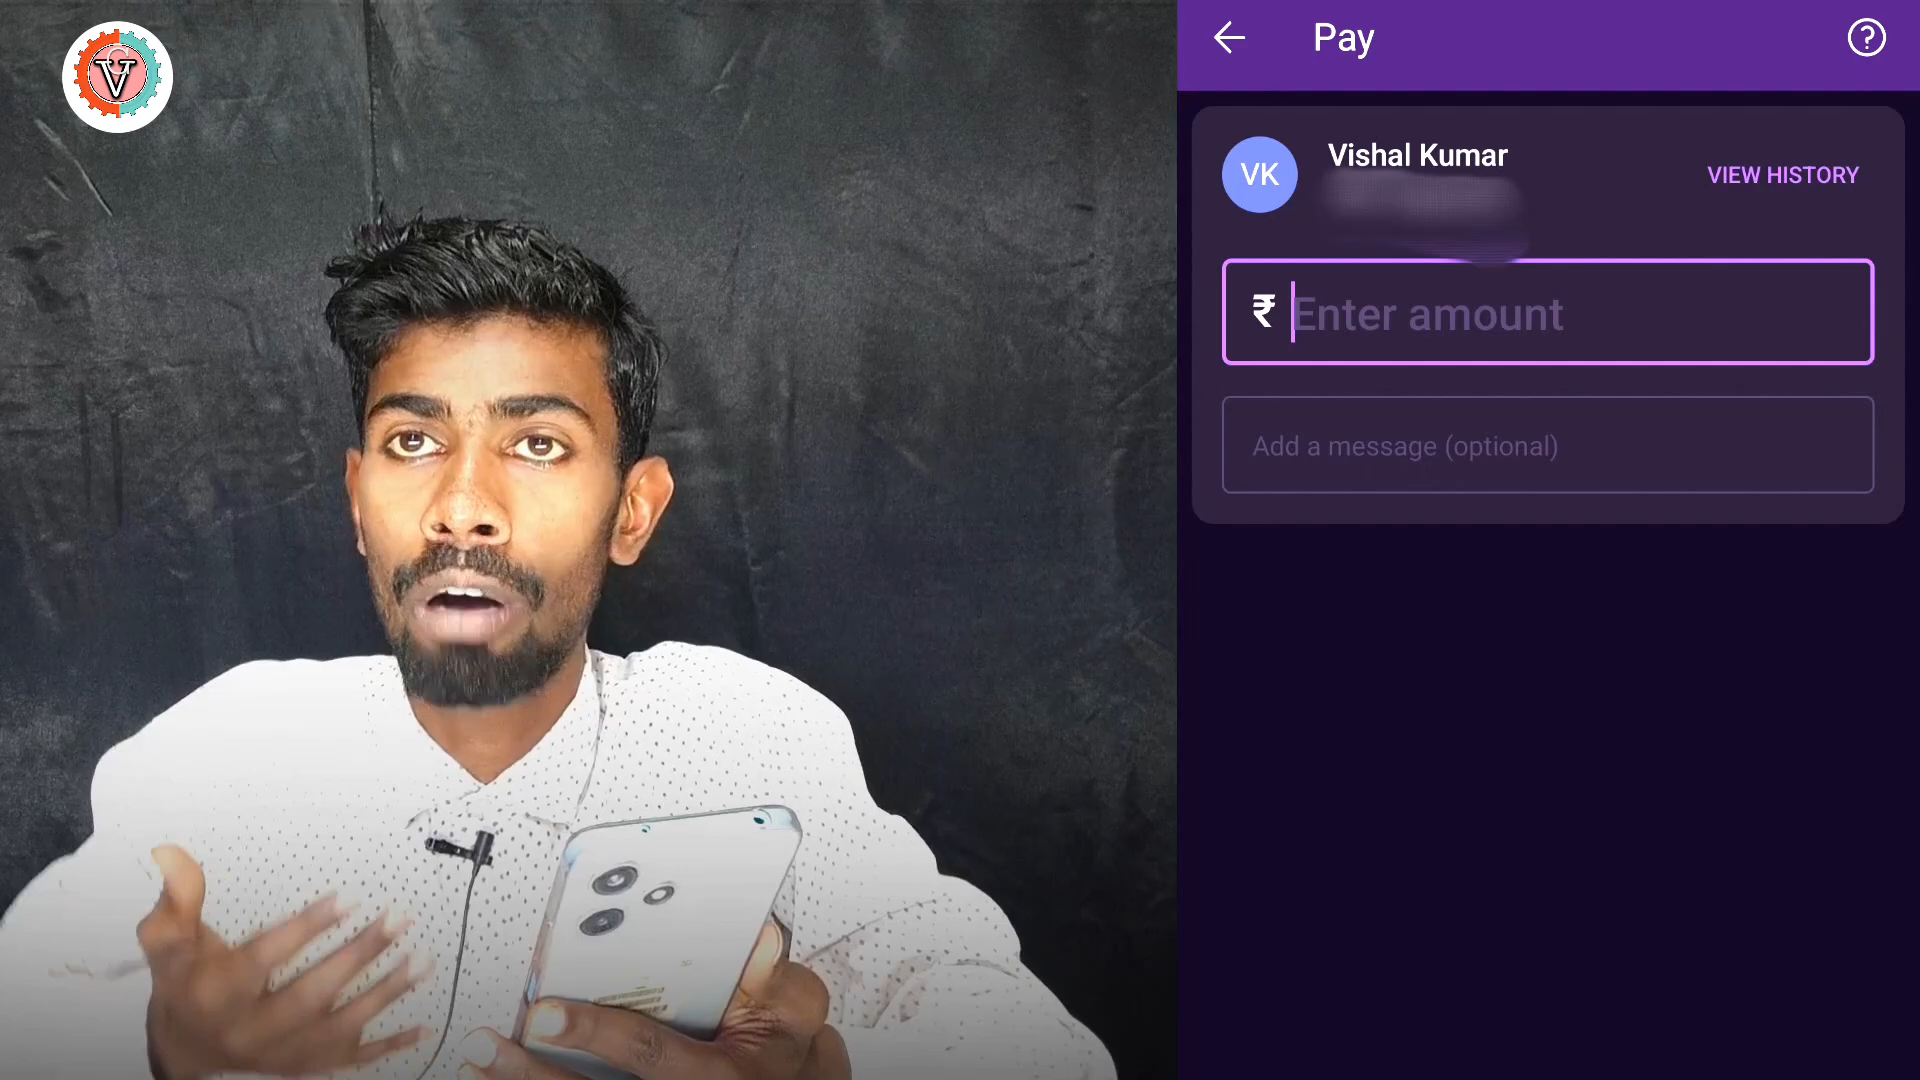 Pay
?
VK
Vishal Kumar
VIEW HISTORY
₹ Enter amount
Add a message (optional)